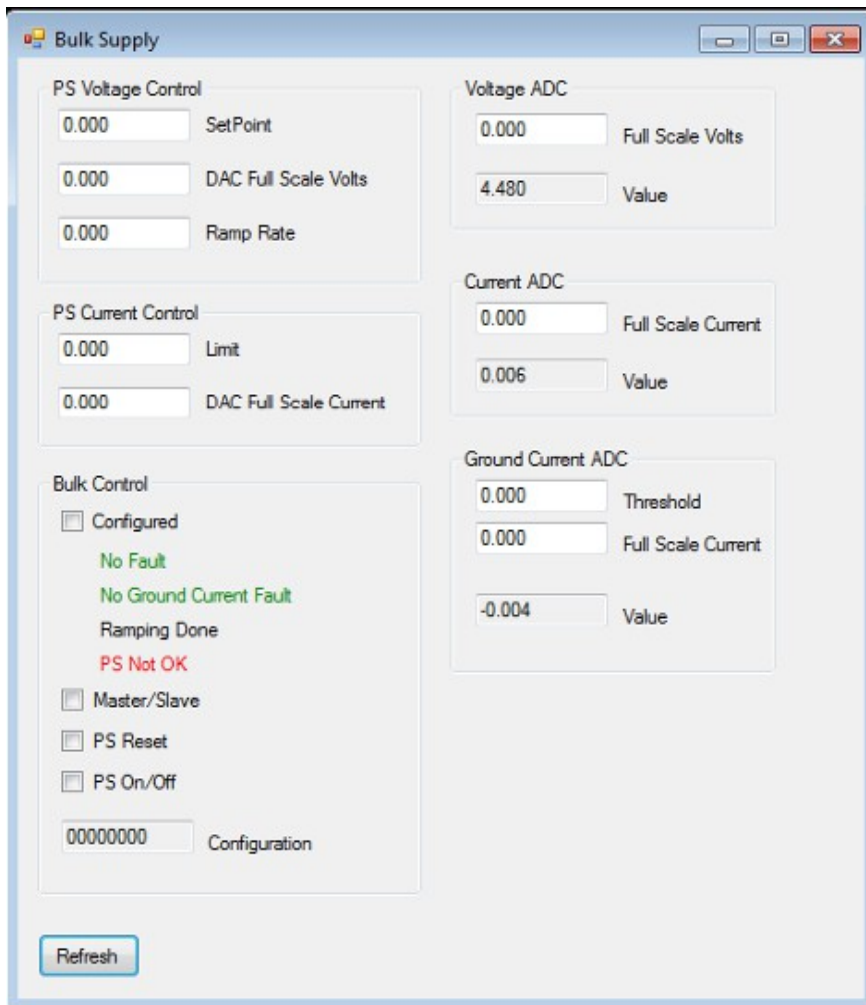 Bulk Supply
PS Voltage Control
0.000 SetPoint
0.000 DAC Full Scale Volts
0.000 Ramp Rate
PS Current Control
0.000 Limit
0.000 DAC Full Scale Current
Bulk Control
Configured
No Fault
No Ground Current Fault
Ramping Done
PS Not OK
Master/Slave
PS Reset
PS On/Off
00000000 Configuration
Refresh
Voltage ADC
0.000 Full Scale Volts
4.480 Value
Current ADC
0.000 Full Scale Current
0.006 Value
Ground Current ADC
0.000 Threshold
0.000 Full Scale Current
-0.004 Value